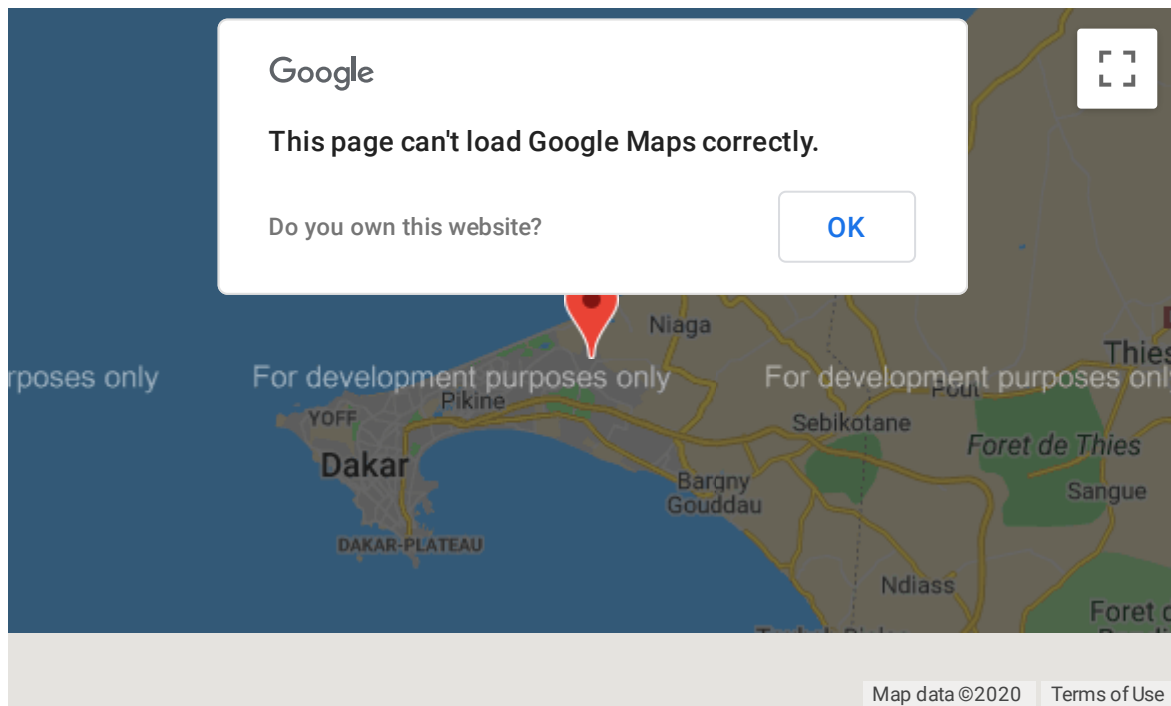 Google
This page can't load Google Maps correctly.
Do you own this website?
OK
Niaga
Thies
rposes only
For development purposes only
For development purposes onl
Pout
Pikine
YOFF
Sebikotane
Foret de Thies
Dakar
Bargny
Gouddau
Sangue
DAKAR-PLATEAU
Ndiass
Foret d
Map data ©2020
Terms of Use